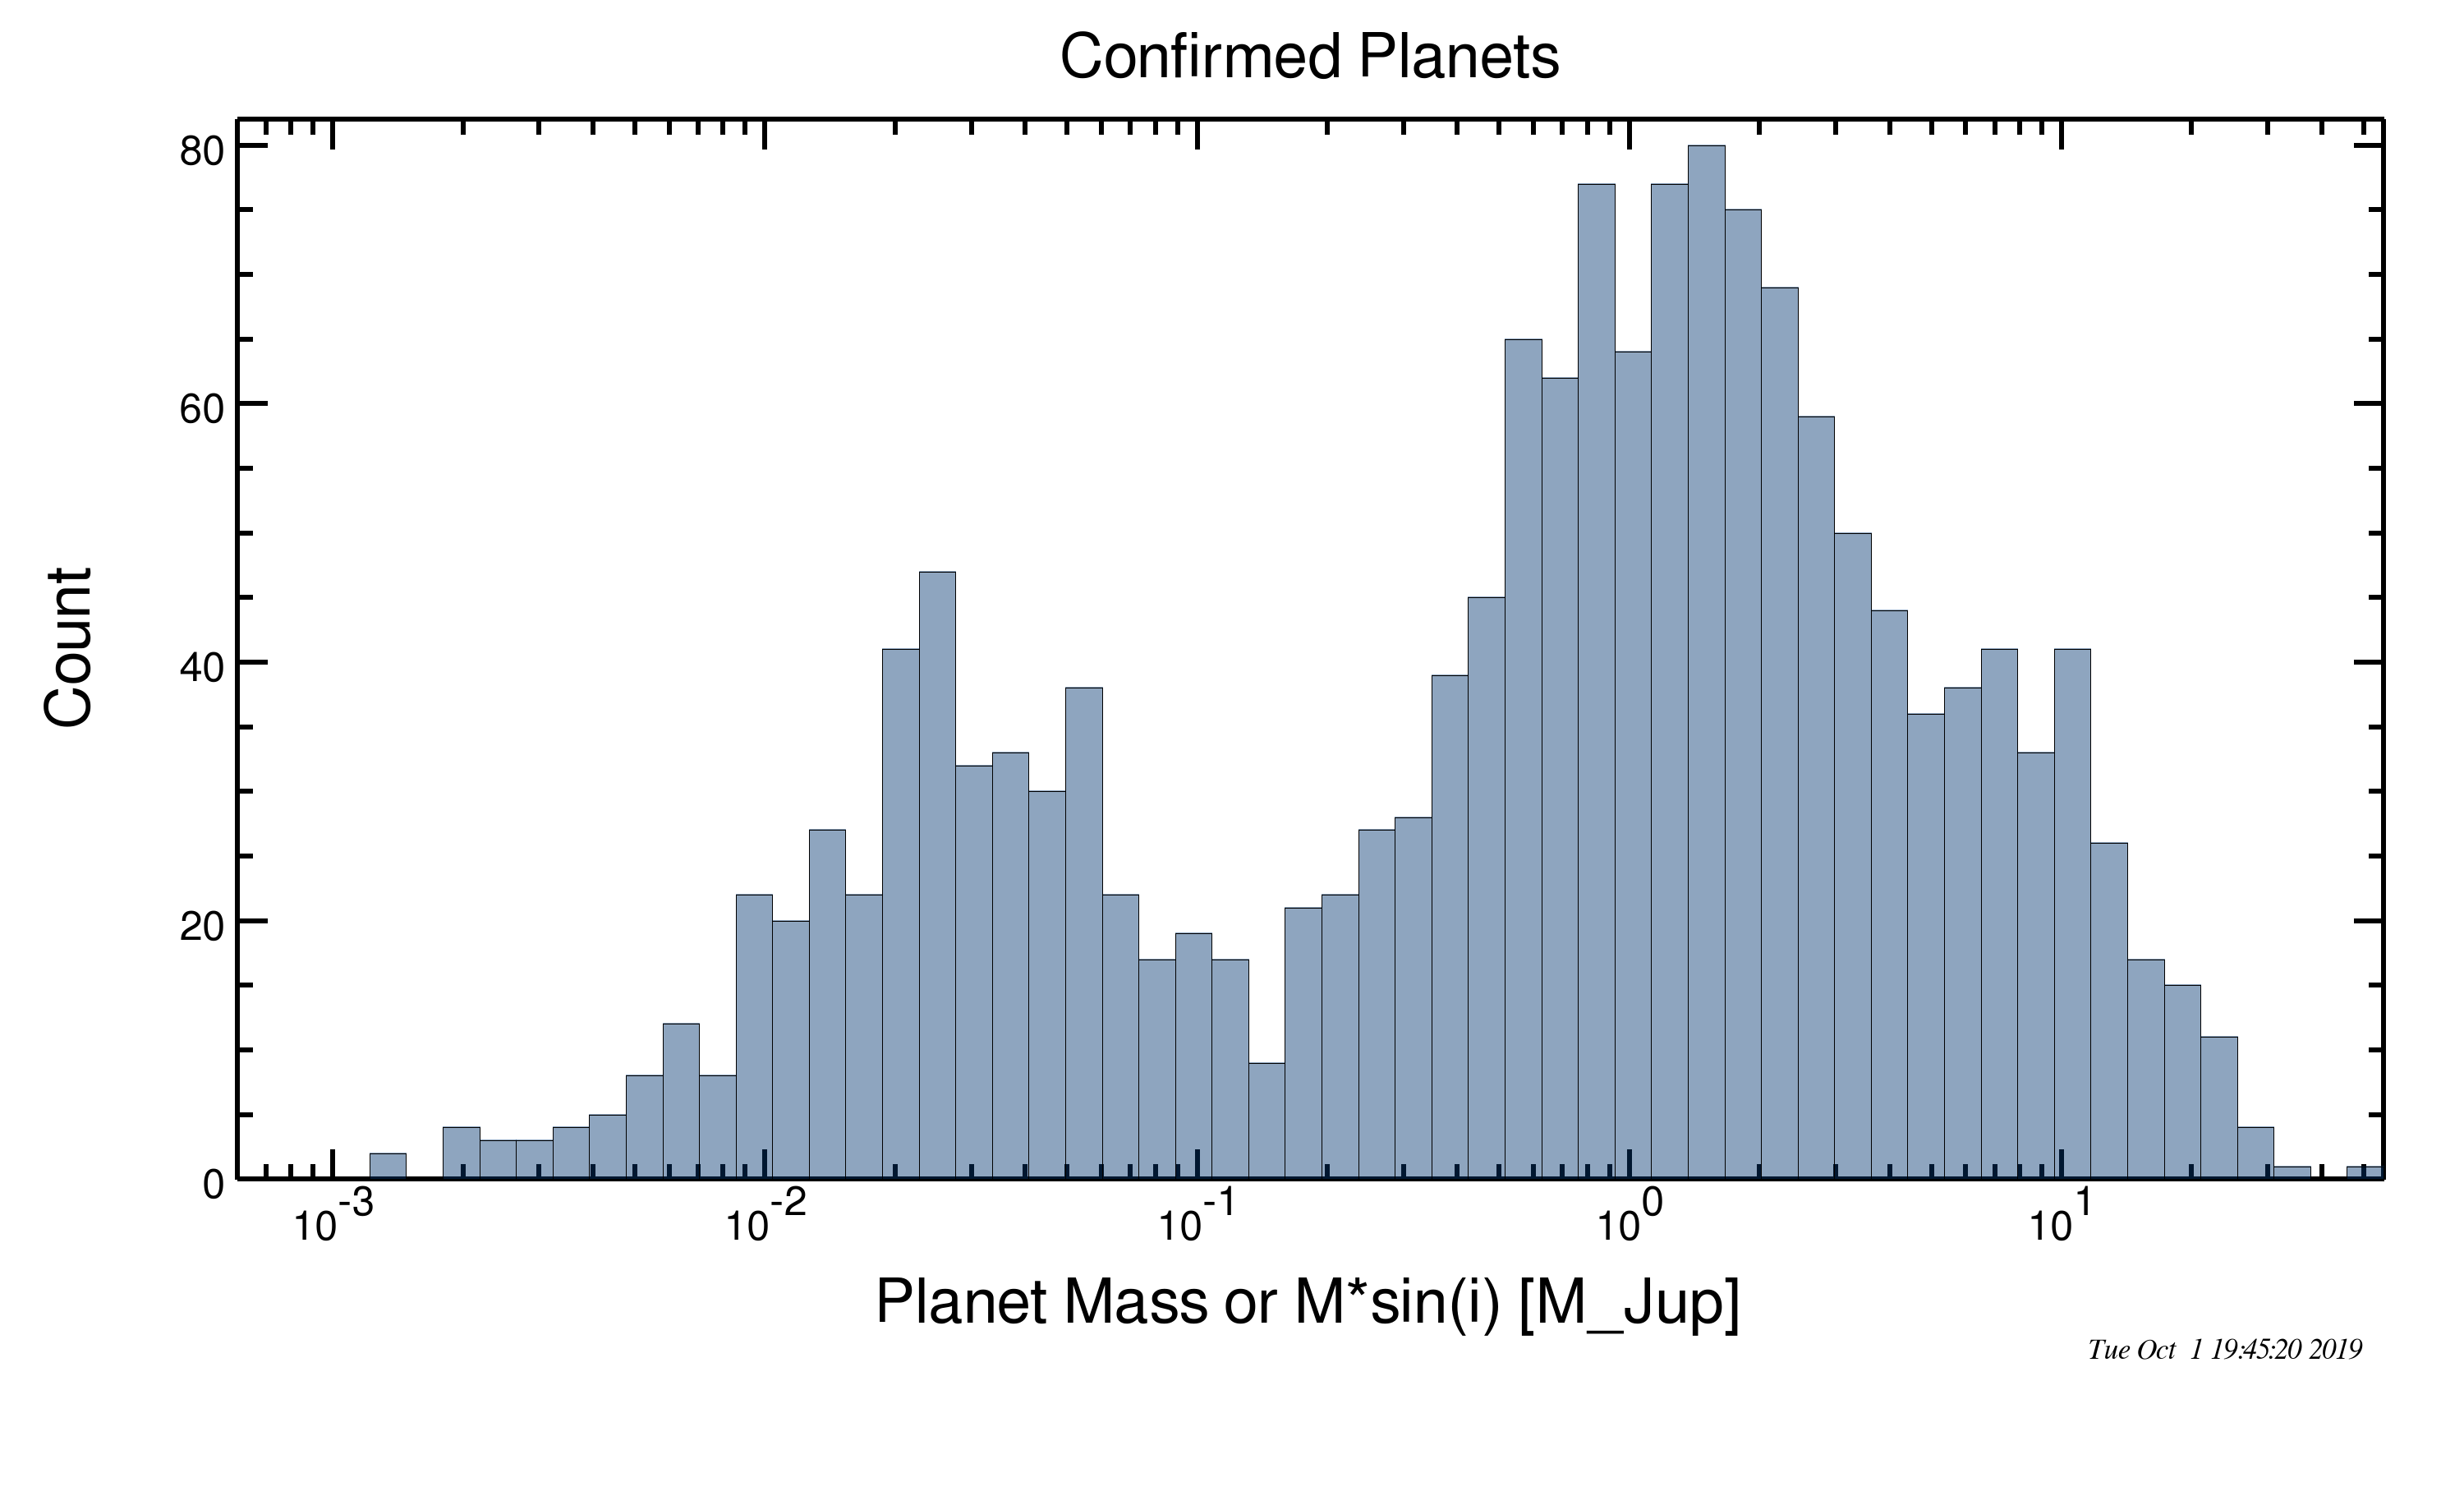 Confirmed Planets
80
60
40
20
0
Count
10^-3 10^-2 10^-1 10^0 10^1
Planet Mass or M*sin(i) [M_Jup]
Tue Oct 1 19:45:20 2019